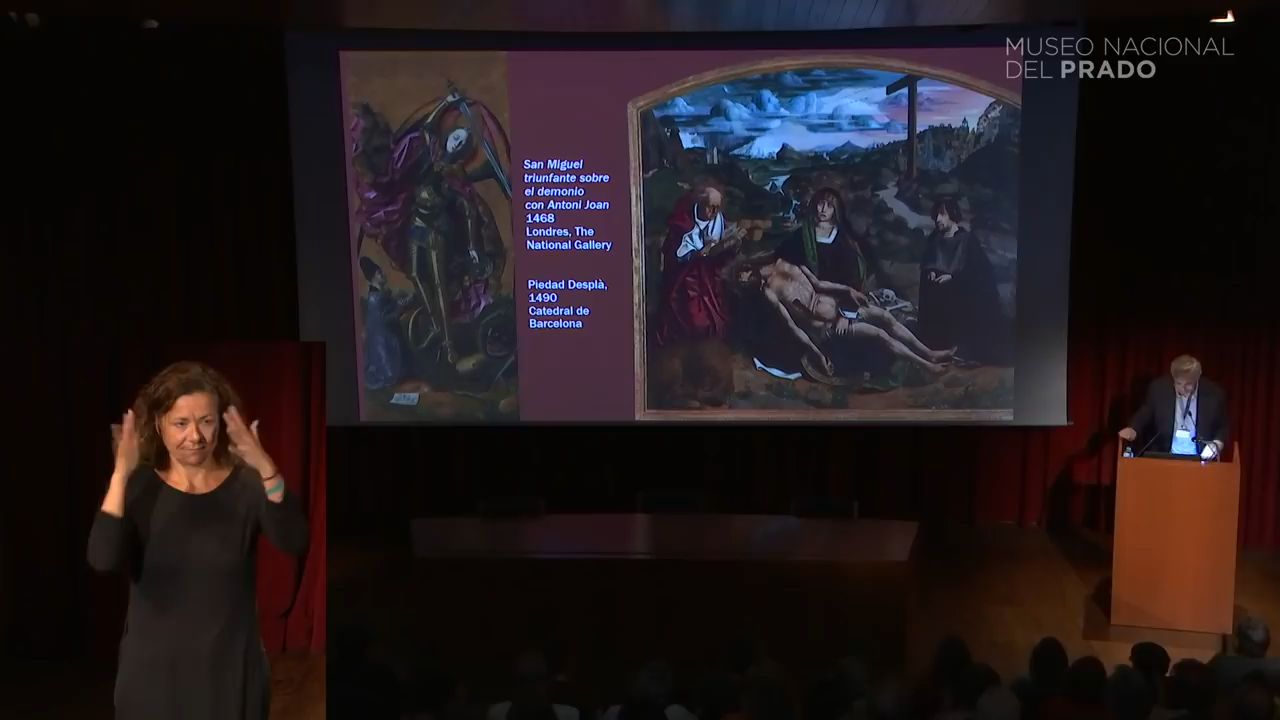 MUSEO NACIONAL
DEL PRADO
San Miguel
triunfante sobre
el demonio
con Antoni Joan
1468
Londres, The
National Gallery
Piedad Desplà,
1490
Catedral de
Barcelona